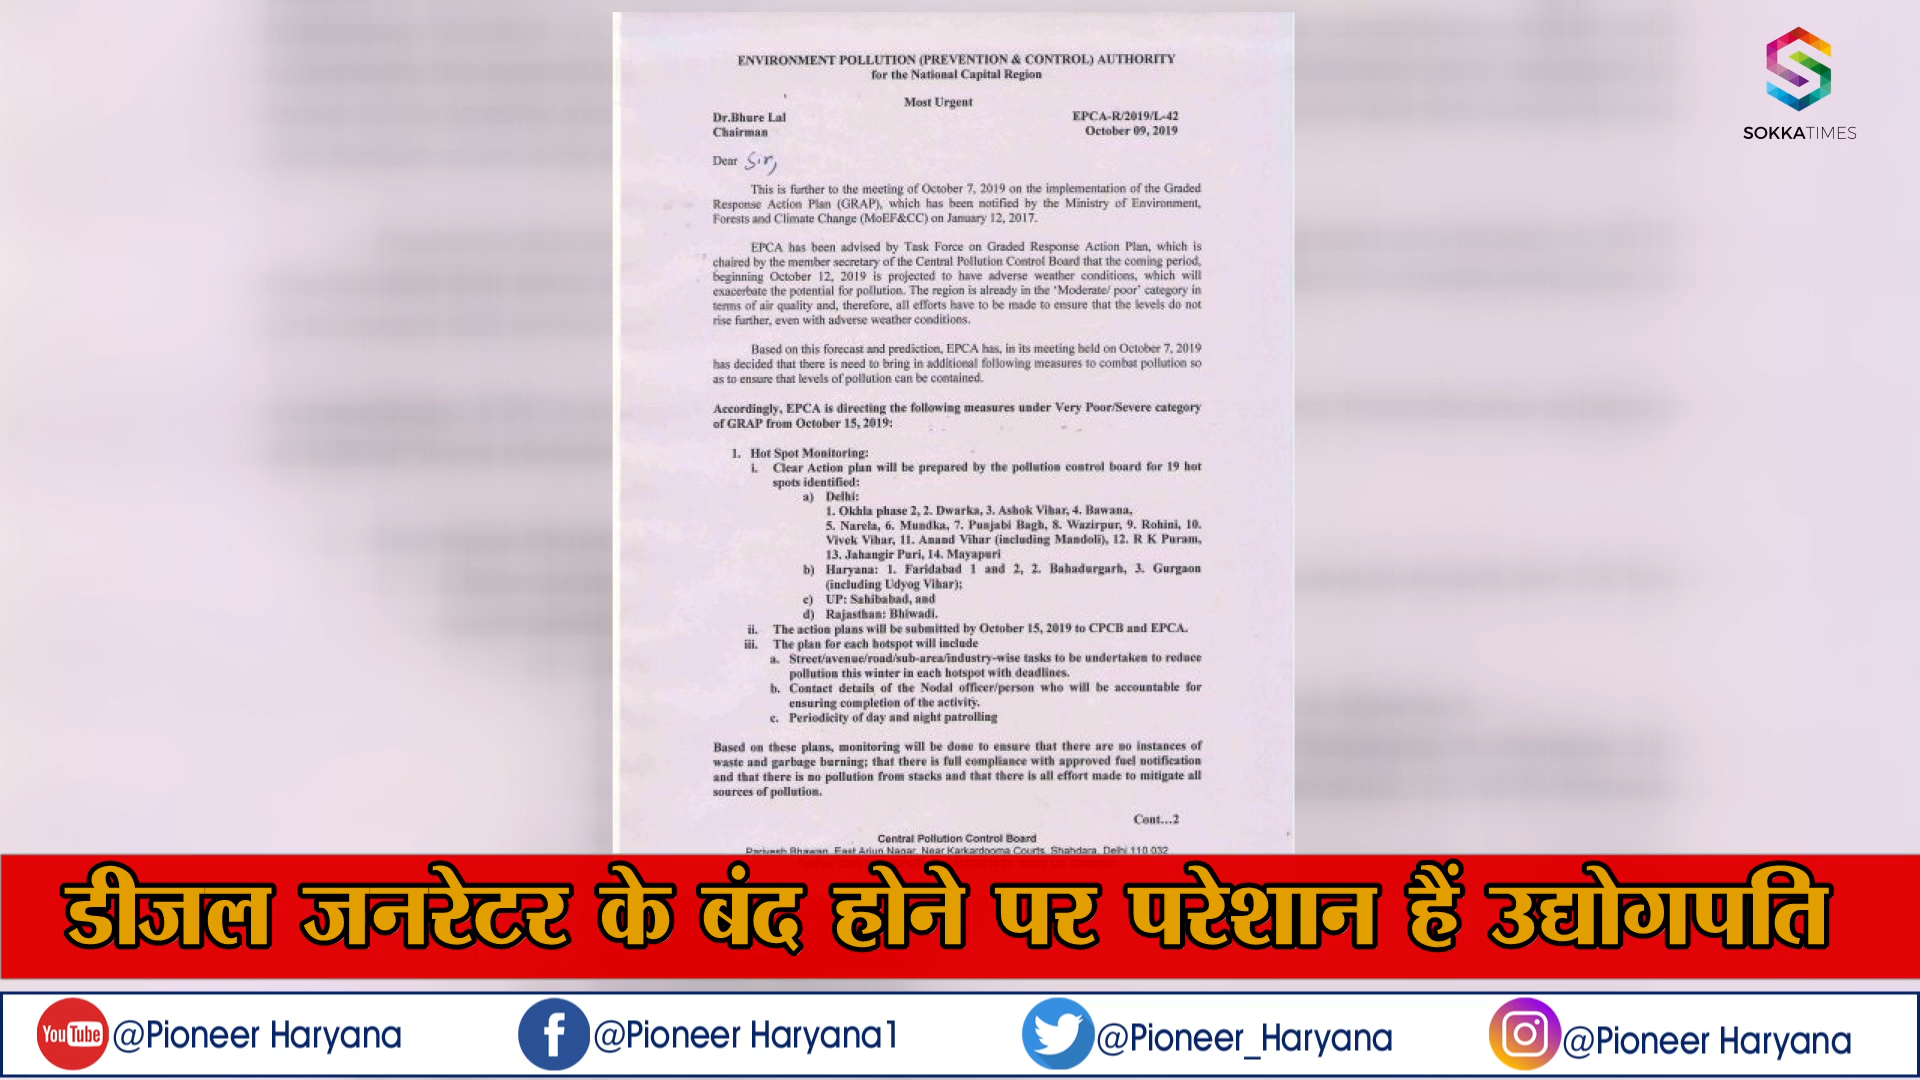 ENVIRONMENT POLLUTION (PREVENTION & CONTROL) AUTHORITY
for the National Capital Region
Most Urgent
Dr.Bhure Lal
Chairman
EPCA-R/2019/L-42
October 09, 2019
Dear Sir,
This is further to the meeting of October 7, 2019 on the implementation of the Graded
Response Action Plan (GRAP), which has been notified by the Ministry of Environment,
Forests and Climate Change (MoEF&CC) on January 12, 2017.
EPCA has been advised by Task Force on Graded Response Action Plan, which is
chaired by the member secretary of the Central Pollution Control Board that the coming period,
beginning October 12, 2019 is projected to have adverse weather conditions, which will
exacerbate the potential for pollution. The region is already in the 'Moderate/ poor' category in
terms of air quality and, therefore, all efforts have to be made to ensure that the levels do not
rise further, even with adverse weather conditions.
Based on this forecast and prediction, EPCA has, in its meeting held on October 7, 2019
has decided that there is need to bring in additional following measures to combat pollution so
as to ensure that levels of pollution can be contained.
Accordingly, EPCA is directing the following measures under Very Poor/Severe category
of GRAP from October 15, 2019:
1. Hot Spot Monitoring:
i. Clear Action plan will be prepared by the pollution control board for 19 hot
spots identified:
a) Delhi:
1. Okhla phase 2, 2. Dwarka, 3. Ashok Vihar, 4. Bawana,
5. Narela, 6. Mundka, 7. Punjabi Bagh, 8. Wazirpur, 9. Rohini, 10.
Vivek Vihar, 11. Anand Vihar (including Mandoli), 12. R K Puram,
13. Jahangir Puri, 14. Mayapuri
b) Haryana: 1. Faridabad 1 and 2, 2. Bahadurgarh, 3. Gurgaon
(including Udyog Vihar);
c) UP: Sahibabad, and
d) Rajasthan: Bhiwadi.
ii. The action plans will be submitted by October 15, 2019 to CPCB and EPCA.
iii. The plan for each hotspot will include
a. Street/avenue/road/sub-area/industry-wise tasks to be undertaken to reduce
pollution this winter in each hotspot with deadlines.
b. Contact details of the Nodal officer/person who will be accountable for
ensuring completion of the activity.
c. Periodicity of day and night patrolling
Based on these plans, monitoring will be done to ensure that there are no instances of
waste and garbage burning; that there is full compliance with approved fuel notification
and that there is no pollution from stacks and that there is all effort made to mitigate all
sources of pollution.
Cont...2
Central Pollution Control Board
Parivesh Bhawan, East Arjun Nagar, Near Karkardooma Courts, Shahdara, Delhi 110 032
SOKKATIMES
डीजल जनरेटर के बंद होने पर परेशान हैं उद्योगपति
YouTube @Pioneer Haryana
@Pioneer Haryana1
@Pioneer_Haryana
@Pioneer Haryana